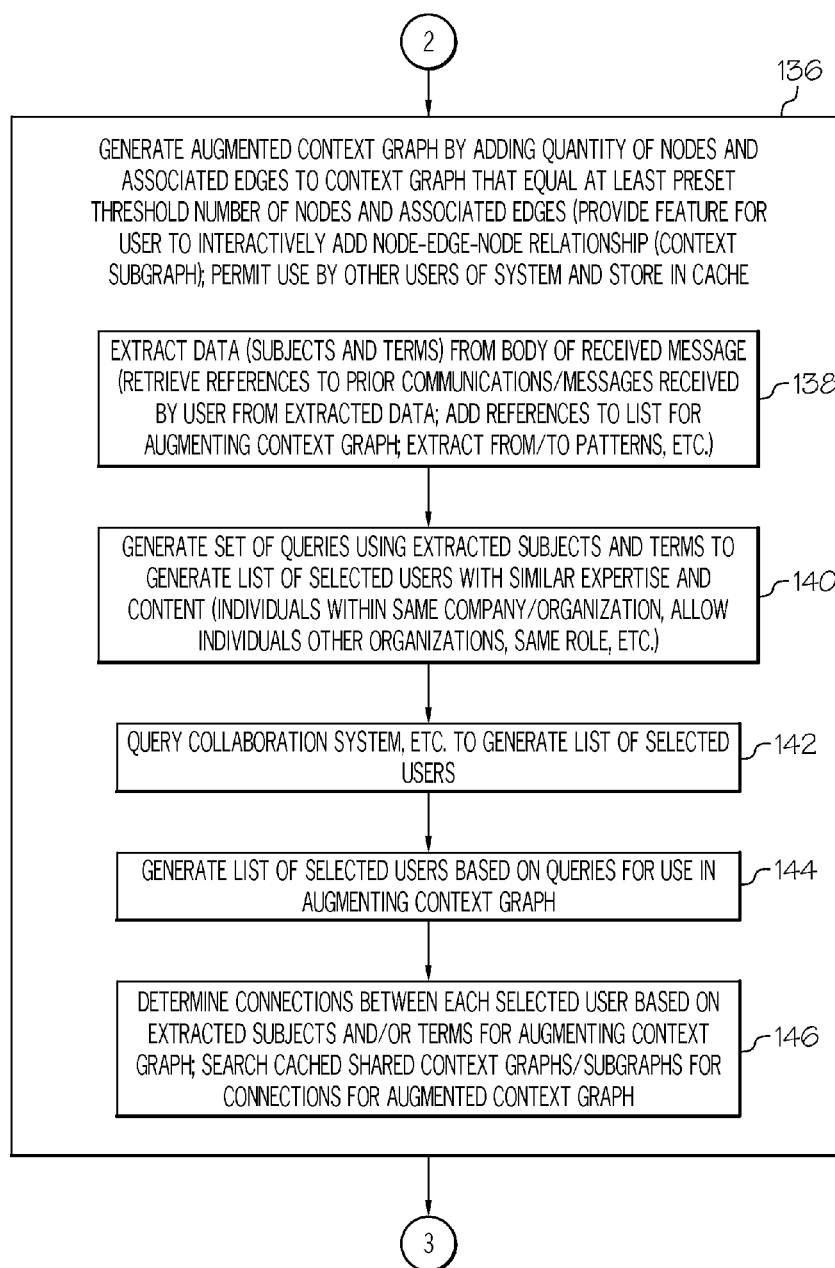 2
136
GENERATE AUGMENTED CONTEXT GRAPH BY ADDING QUANTITY OF NODES AND
ASSOCIATED EDGES TO CONTEXT GRAPH THAT EQUAL AT LEAST PRESET
THRESHOLD NUMBER OF NODES AND ASSOCIATED EDGES (PROVIDE FEATURE FOR
USER TO INTERACTIVELY ADD NODE-EDGE-NODE RELATIONSHIP (CONTEXT
SUBGRAPH); PERMIT USE BY OTHER USERS OF SYSTEM AND STORE IN CACHE
EXTRACT DATA (SUBJECTS AND TERMS) FROM BODY OF RECEIVED MESSAGE
(RETRIEVE REFERENCES TO PRIOR COMMUNICATIONS/MESSAGES RECEIVED
BY USER FROM EXTRACTED DATA; ADD REFERENCES TO LIST FOR
AUGMENTING CONTEXT GRAPH; EXTRACT FROM/TO PATTERNS, ETC.)
138
GENERATE SET OF QUERIES USING EXTRACTED SUBJECTS AND TERMS TO
GENERATE LIST OF SELECTED USERS WITH SIMILAR EXPERTISE AND
CONTENT (INDIVIDUALS WITHIN SAME COMPANY/ORGANIZATION, ALLOW
INDIVIDUALS OTHER ORGANIZATIONS, SAME ROLE, ETC.)
140
QUERY COLLABORATION SYSTEM, ETC. TO GENERATE LIST OF SELECTED
USERS
142
GENERATE LIST OF SELECTED USERS BASED ON QUERIES FOR USE IN
AUGMENTING CONTEXT GRAPH
144
DETERMINE CONNECTIONS BETWEEN EACH SELECTED USER BASED ON
EXTRACTED SUBJECTS AND/OR TERMS FOR AUGMENTING CONTEXT
GRAPH; SEARCH CACHED SHARED CONTEXT GRAPHS/SUBGRAPHS FOR
CONNECTIONS FOR AUGMENTED CONTEXT GRAPH
146
3